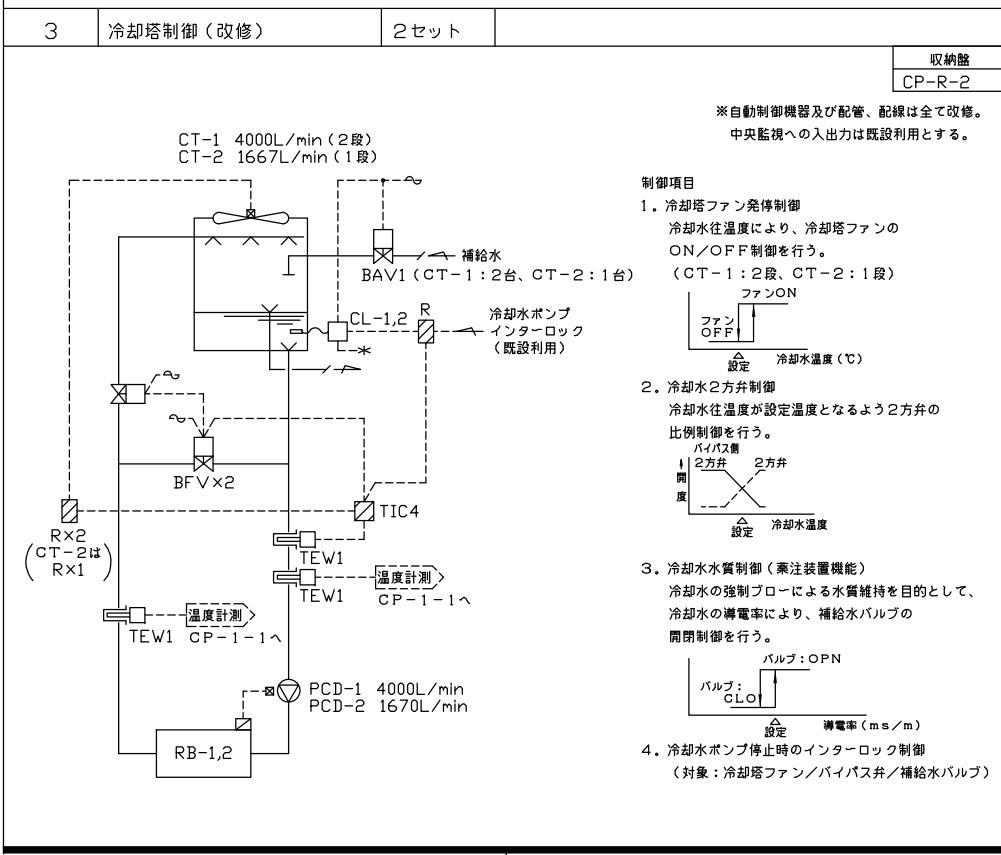 3 冷却塔制御（改修） 2セット
収納盤
CP-R-2
※自動制御機器及び配管、配線は全て改修。
中央監視への入出力は既設利用とする。
CT-1 4000L/min（2段）
CT-2 1667L/min（1段）
補給水
BAV1（CT-1：2台、CT-2：1台）
CL-1,2
R
冷却水ポンプ
インターロック
（既設利用）
BFV×2
TIC4
R×2
（CT-2は
R×1）
TEW1
温度計測
TEW1
CP-1-1へ
温度計測
TEW1 CP-1-1へ
PCD-1 4000L/min
PCD-2 1670L/min
RB-1,2
制御項目
1。冷却塔ファン発停制御
冷却水往温度により、冷却塔ファンの
ON／OFF制御を行う。
（CT-1：2段、CT-2：1段）
ファンON
ファン
OFF
設定
冷却水温度（℃）
2。冷却水2方弁制御
冷却水往温度が設定温度となるよう2方弁の
比例制御を行う。
バイパス側
2方弁 2方弁
開
度
設定
冷却水温度
3。冷却水水質制御（薬注装置機能）
冷却水の強制ブローによる水質維持を目的として、
冷却水の導電率により、補給水バルブの
開閉制御を行う。
バルブ：OPN
バルブ：
CLO
設定
導電率（ms／m）
4。冷却水ポンプ停止時のインターロック制御
（対象：冷却塔ファン／バイパス弁／補給水バルブ）